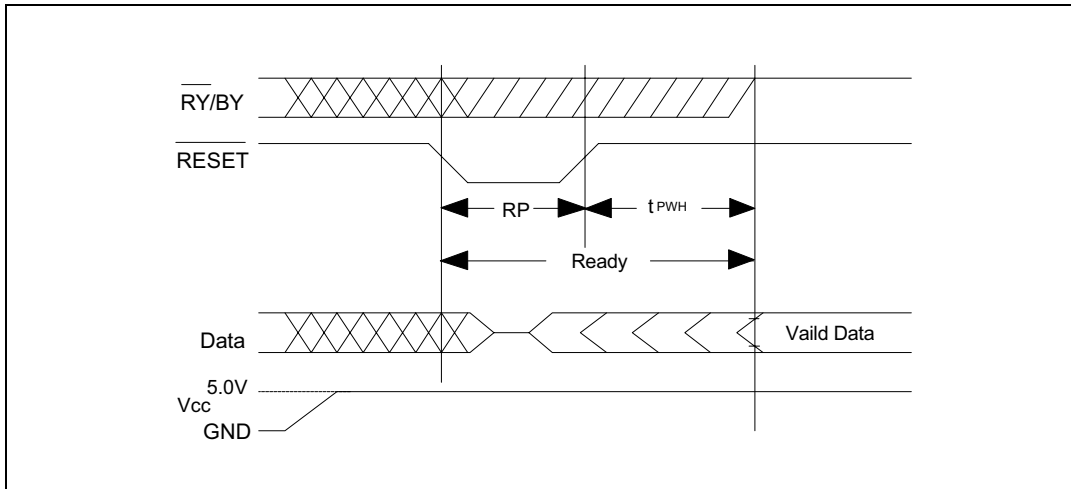 RY/BY
RESET
RP
tPWH
Ready
Data
Vaild Data
5.0V
Vcc
GND